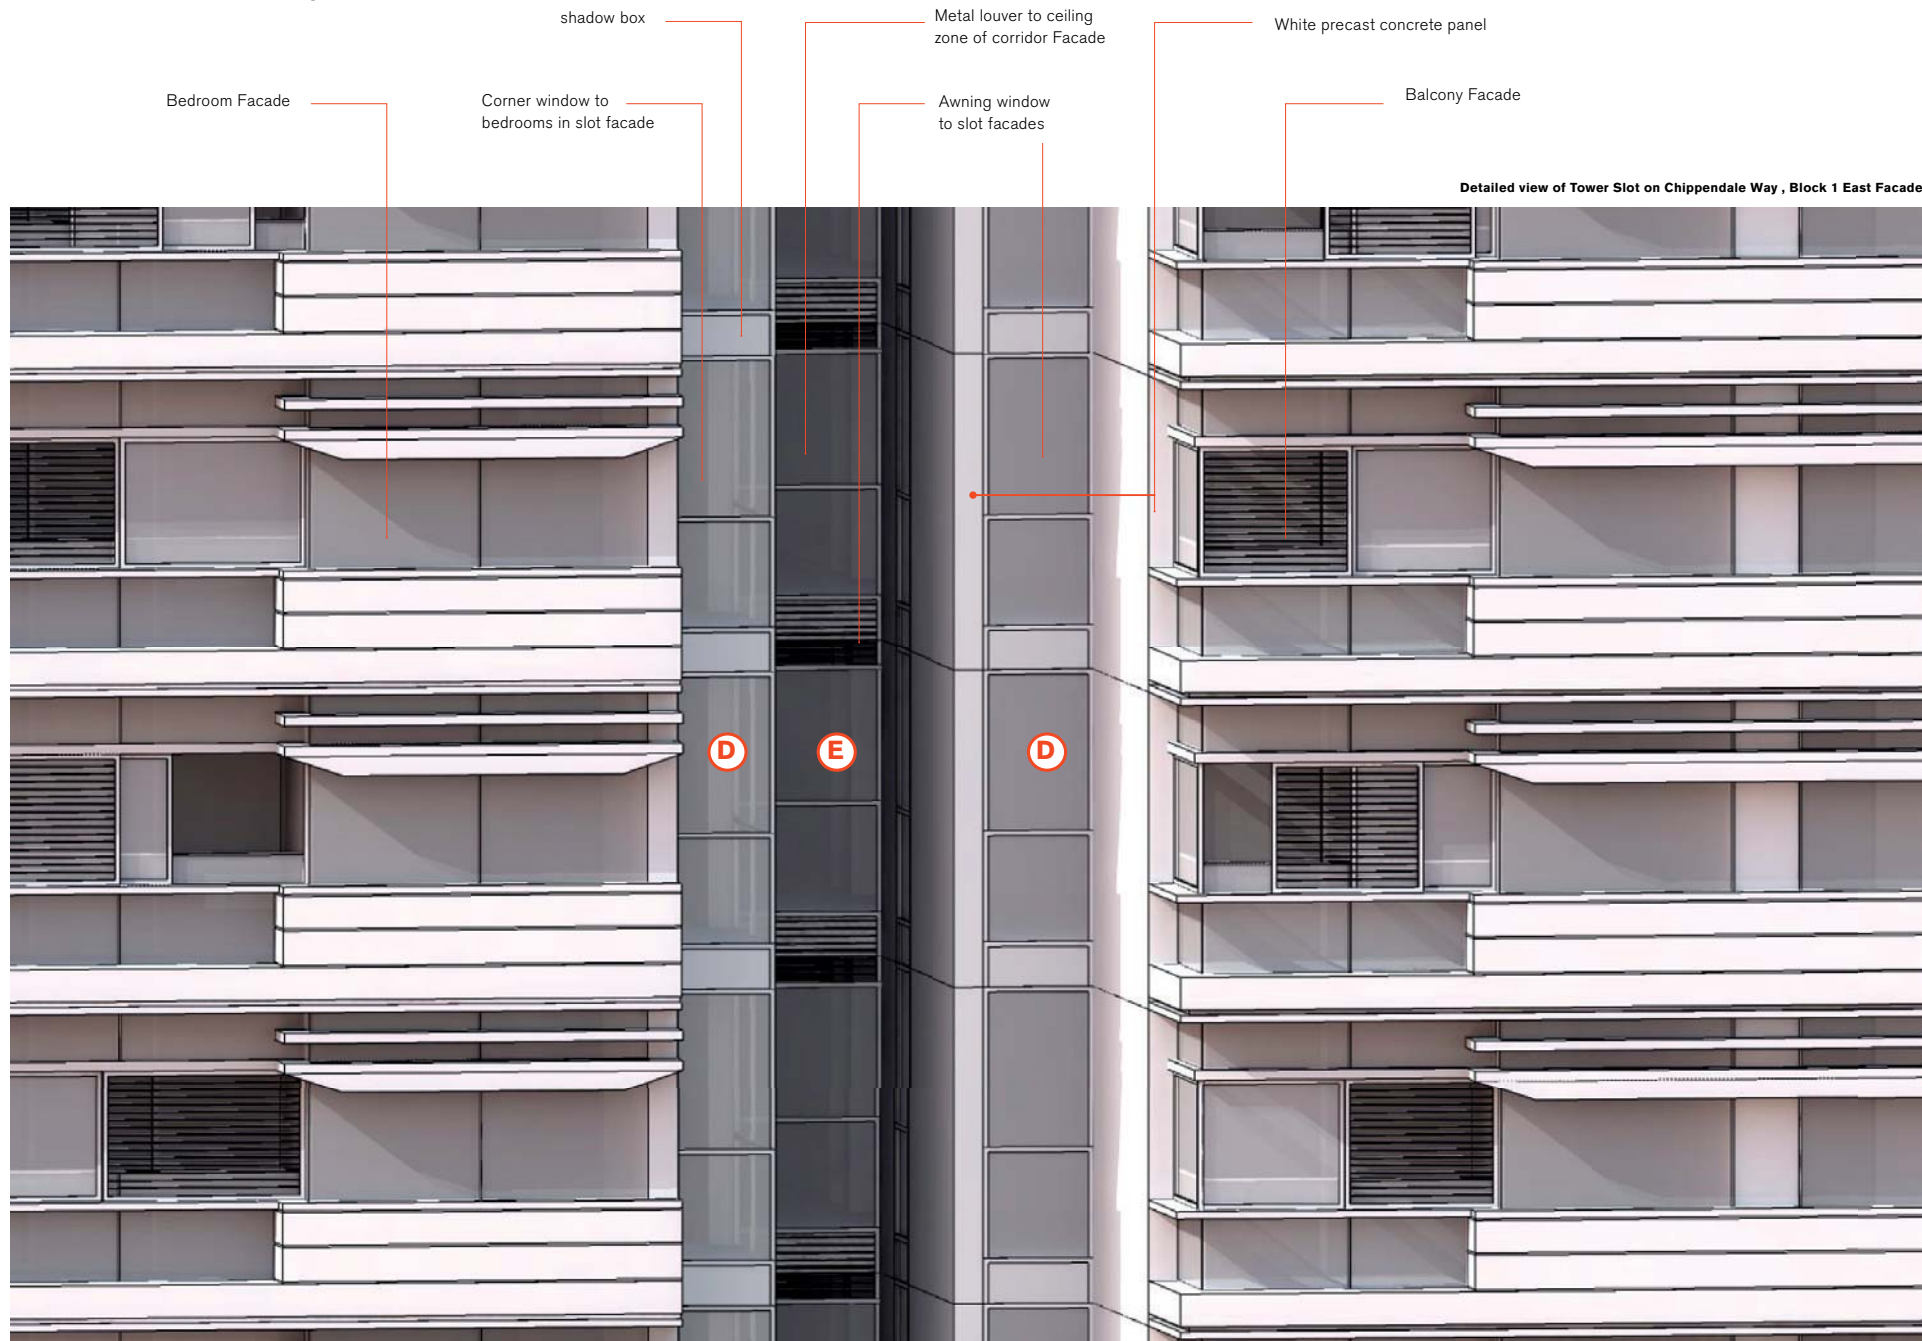 shadow box
Metal louver to ceiling
zone of corridor Facade
White precast concrete panel
Bedroom Facade
Corner window to
bedrooms in slot facade
Awning window
to slot facades
Balcony Facade
Detailed view of Tower Slot on Chippendale Way , Block 1 East Facade
D
E
D